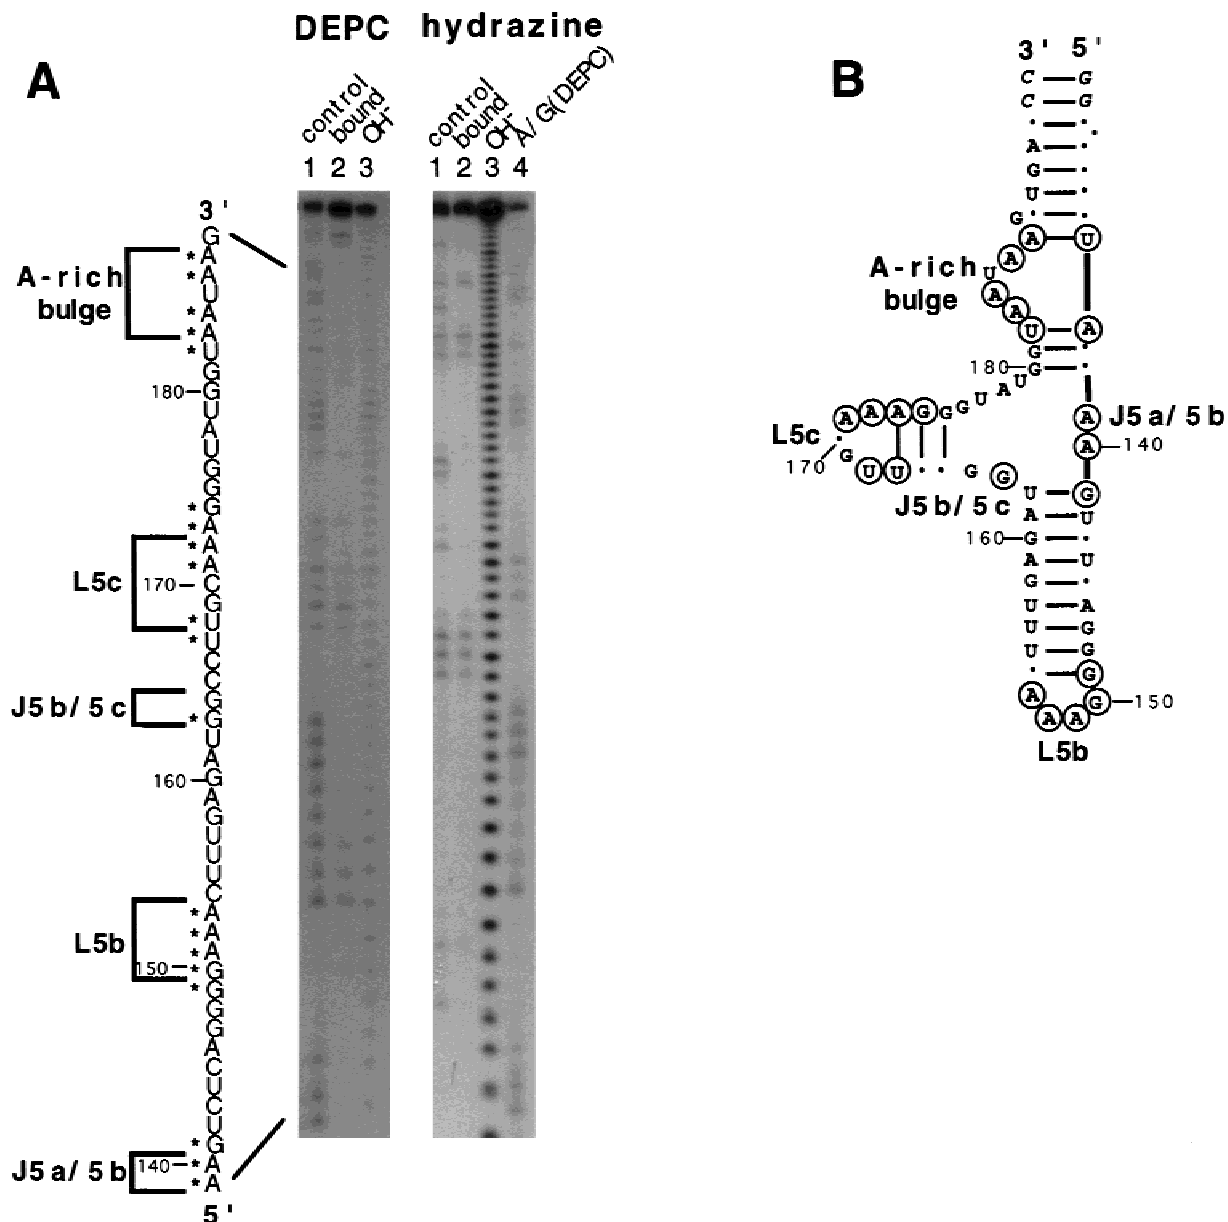 DEPC hydrazine
A
control
bound
OH-
control
bound
OH-
A/G(DEPC)
1 2 3
1 2 3 4
3'
G
* A
* A
U
* A
* A
* U
G
180 G
U
A
U
G
G
* G
* A
* A
* A
170 C
G
* U
* U
C
C
G
* G
U
A
160 G
A
G
U
U
U
C
* A
* A
* A
* 150 G
* G
G
G
A
C
U
C
U
* G
* 140 A
* A
5'
A-rich
bulge
L5c
J5b/5c
L5b
J5a/5b
B
3' 5'
C G
C G
A
G
U
G
A U
A
U
A
A
U A
G
G
A-rich
bulge
180
U
A
U
G
G A A A G
A J5a/5b
A 140
L5c
170
G
U U
G G
J5b/5c
U G
A U
160 G
A U
G
U A
U G
U G
G
A G 150
A A
L5b